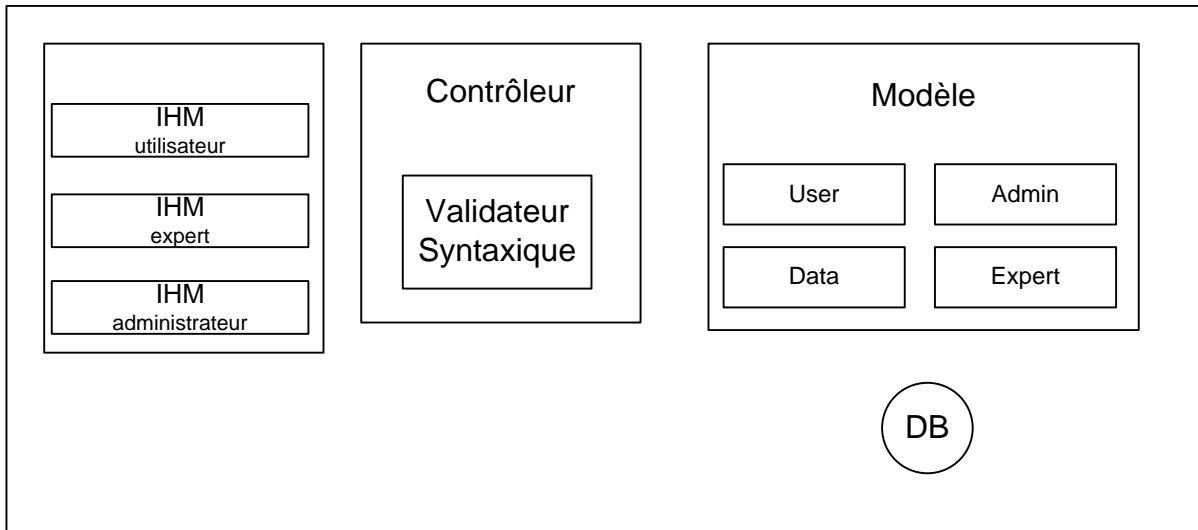 IHM
utilisateur
IHM
expert
IHM
administrateur
Contrôleur
Validateur
Syntaxique
Modèle
User
Admin
Data
Expert
DB